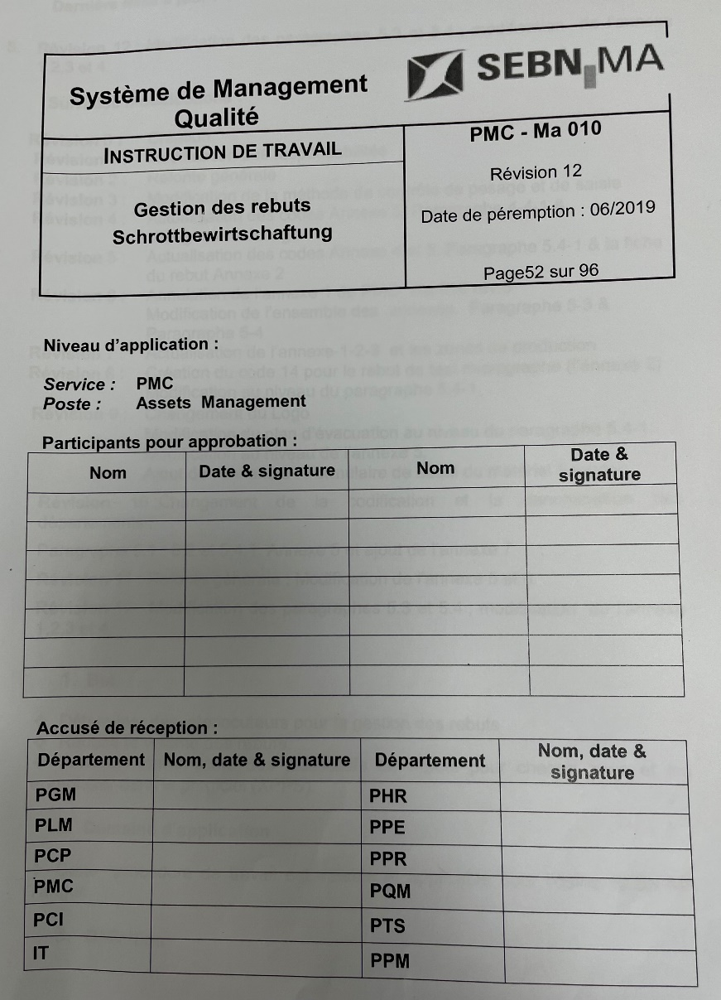 SEBN MA
Système de Management
Qualité
INSTRUCTION DE TRAVAIL
PMC - Ma 010
Révision 12
Gestion des rebuts
Schrottbewirtschaftung
Date de péremption : 06/2019
Page52 sur 96
Niveau d'application :
Service : PMC
Poste : Assets Management
Participants pour approbation :
Nom Date & signature Nom Date &
signature
Accusé de réception :
Département Nom, date & signature Département Nom, date &
signature
PGM PHR
PLM PPE
PCP PPR
PMC PQM
PCI PTS
IT PPM